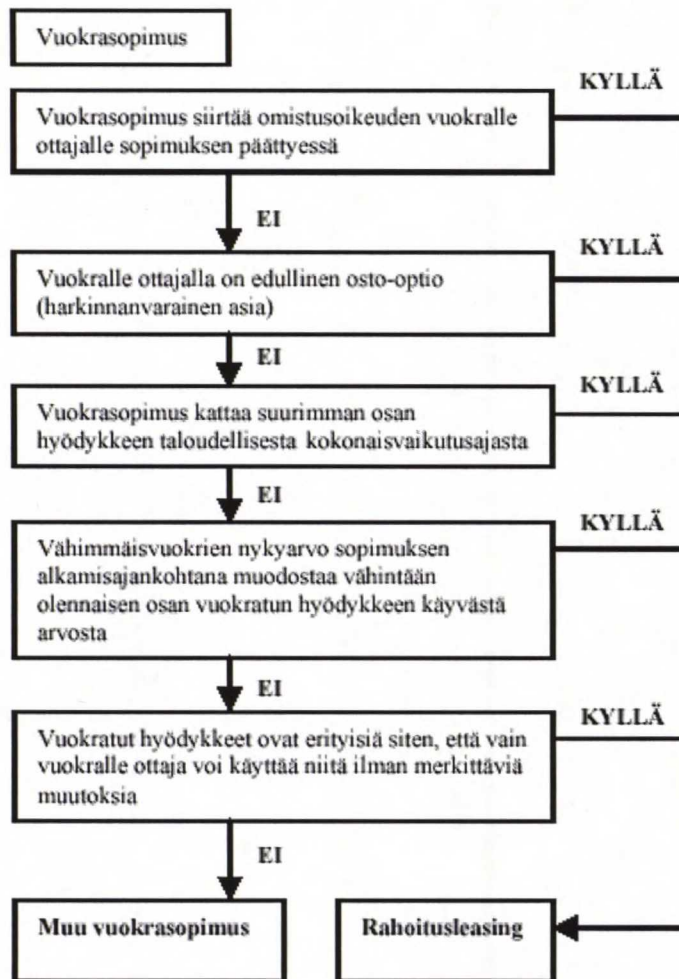 Vuokrasopimus
KYLLÄ
Vuokrasopimus siirtää omistusoikeuden vuokralle
ottajalle sopimuksen päättyessä
EI
KYLLÄ
Vuokralle ottajalla on edullinen osto-optio
(harkinnanvarainen asia)
EI
KYLLÄ
Vuokrasopimus kattaa suurimman osan
hyödykkeen taloudellisesta kokonaisvaikutusajasta
EI
KYLLÄ
Vähimmäisvuokrien nykyarvo sopimuksen
alkamisajankohtana muodostaa vähintään
olennaisen osan vuokratun hyödykkeen käyvästä
arvosta
EI
KYLLÄ
Vuokratut hyödykkeet ovat erityisiä siten, että vain
vuokralle ottaja voi käyttää niitä ilman merkittäviä
muutoksia
EI
Muu vuokrasopimus
Rahoitusleasing